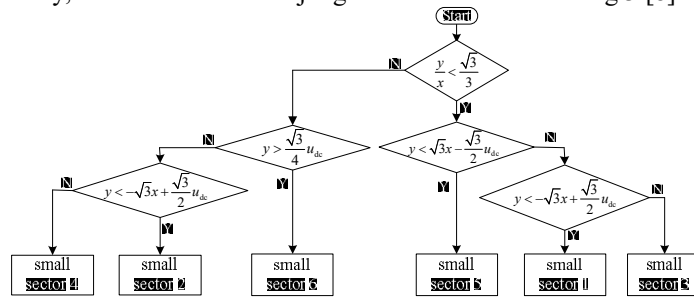 Start
y/x < √3/3
N
Y
y > √3/4 u_dc
y < √3x − √3/2 u_dc
N
N
y < −√3x + √3/2 u_dc
Y
Y
y < −√3x + √3/2 u_dc
N
N
Y
Y
small sector 4
small sector 2
small sector 6
small sector 5
small sector 1
small sector 3